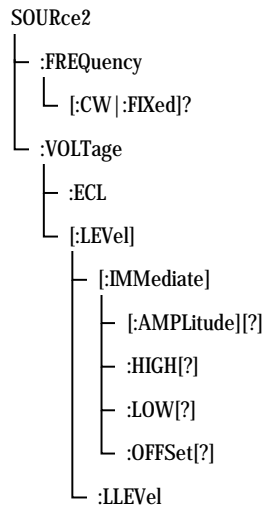 SOURce2
:FREQuency
[:CW|:FIXed]?
:VOLTage
:ECL
[:LEVel]
[:IMMediate]
[:AMPLitude][?]
:HIGH[?]
:LOW[?]
:OFFSet[?]
:LLEVel